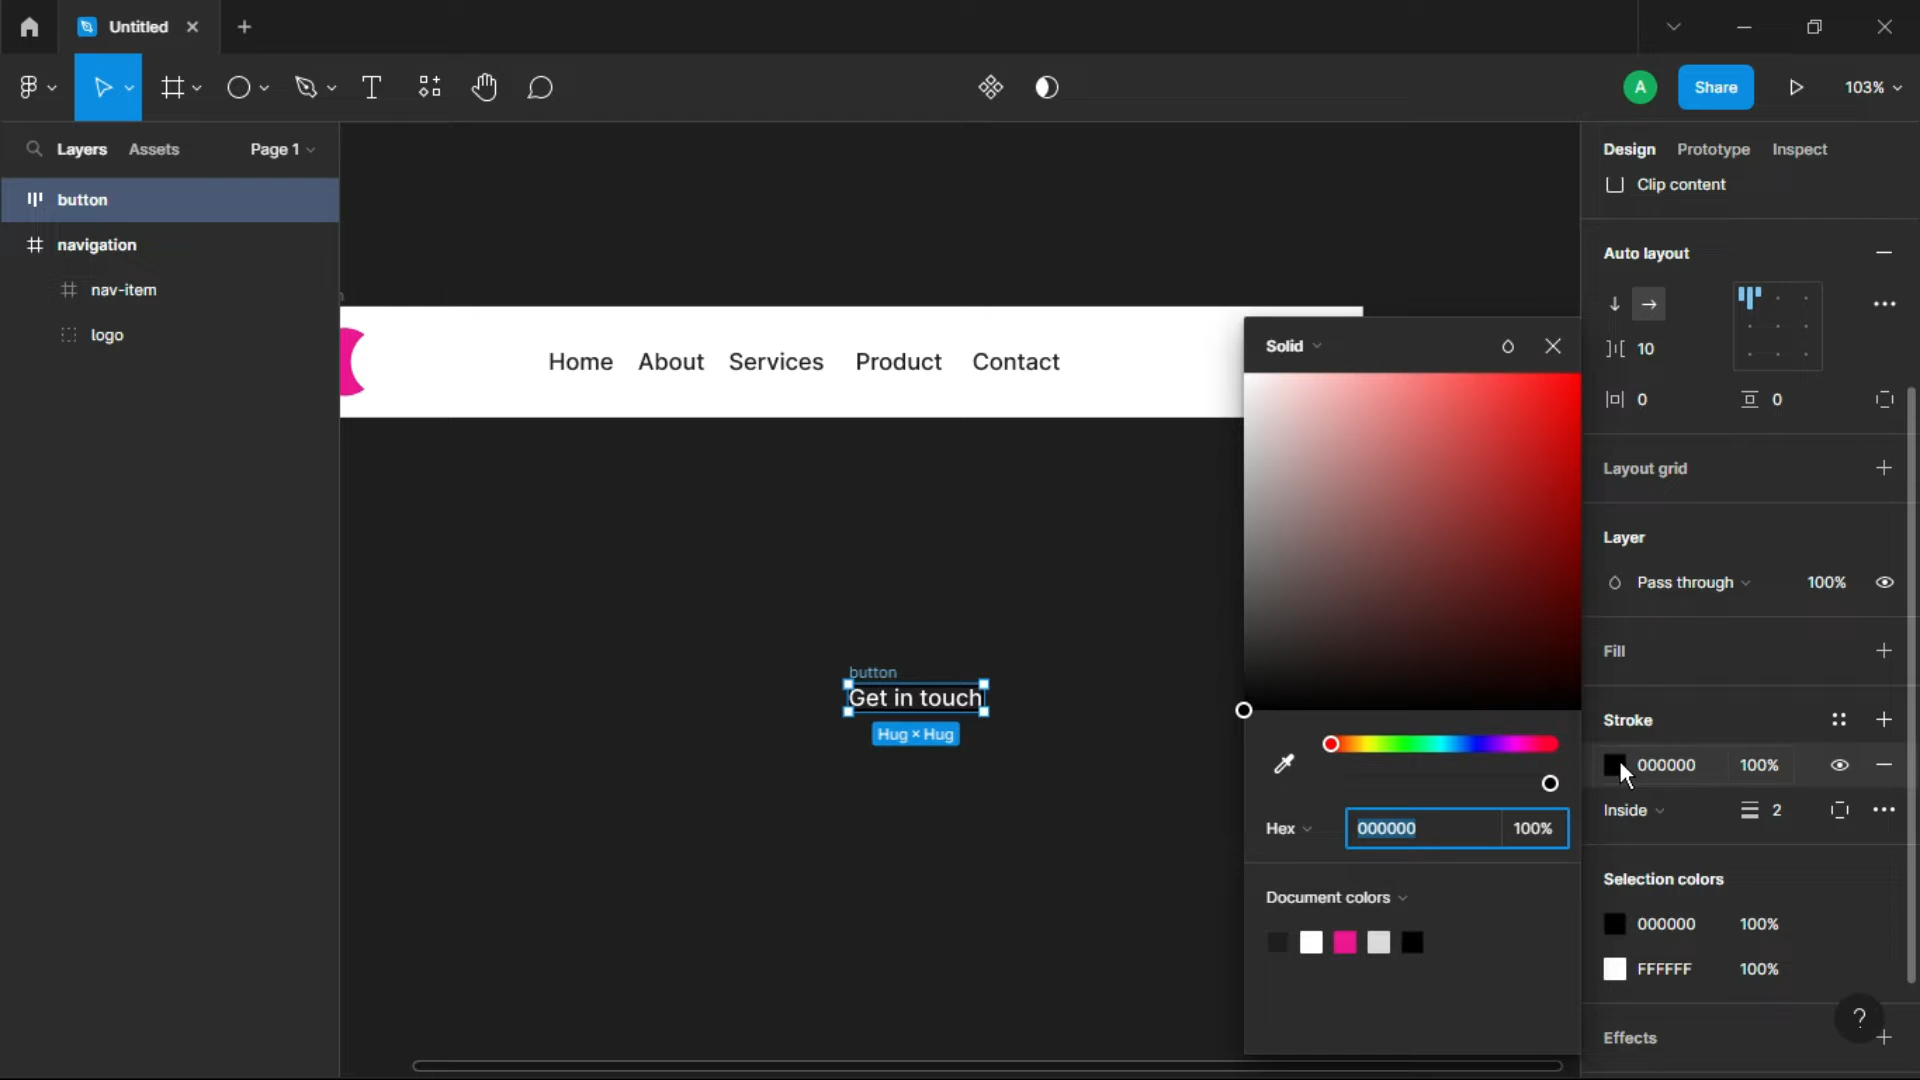 Untitled
A
Share
103%
Layers
Assets
Page 1
Design
Prototype
Inspect
button
Clip content
navigation
Auto layout
nav-item
logo
10
0
0
Home
About
Services
Product
Contact
Solid
Layout grid
Layer
Pass through
100%
Fill
button
Get in touch
Hug × Hug
Stroke
000000
100%
Inside
2
Hex
000000
100%
Selection colors
Document colors
000000
100%
FFFFFF
100%
?
Effects